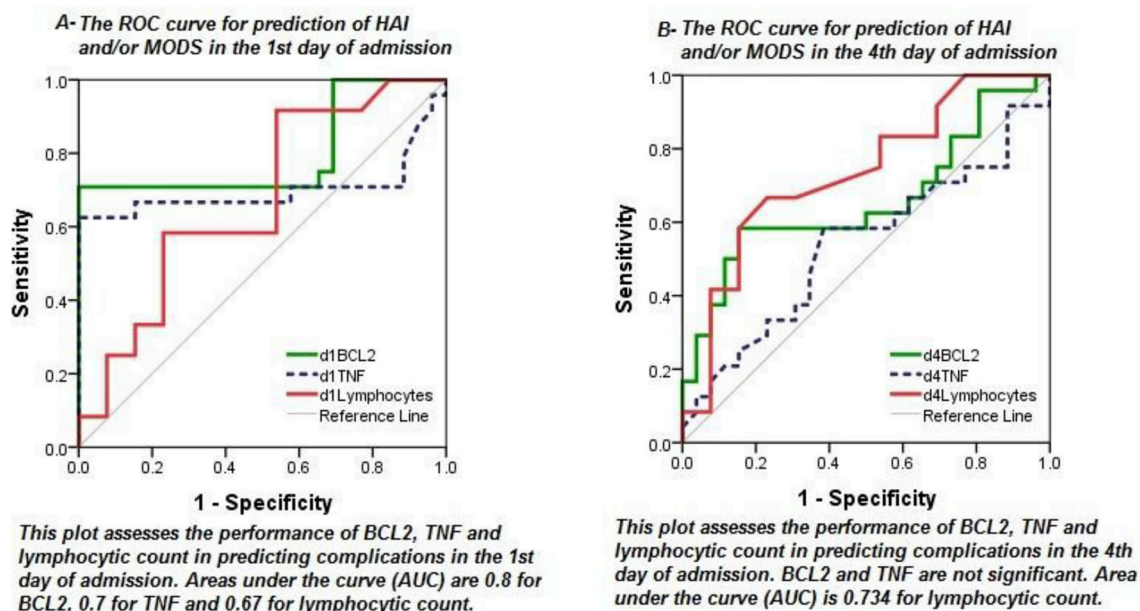 A- The ROC curve for prediction of HAI
and/or MODS in the 1st day of admission
1.0
0.8
0.6
0.4
0.2
0.0
Sensitivity
d1BCL2
d1TNF
d1Lymphocytes
Reference Line
0.0 0.2 0.4 0.6 0.8 1.0
1 - Specificity
This plot assesses the performance of BCL2, TNF and
lymphocytic count in predicting complications in the 1st
day of admission. Areas under the curve (AUC) are 0.8 for
BCL2, 0.7 for TNF and 0.67 for lymphocytic count.
B- The ROC curve for prediction of HAI
and/or MODS in the 4th day of admission
1.0
0.8
0.6
0.4
0.2
0.0
Sensitivity
d4BCL2
d4TNF
d4Lymphocytes
Reference Line
0.0 0.2 0.4 0.6 0.8 1.0
1 - Specificity
This plot assesses the performance of BCL2, TNF and
lymphocytic count in predicting complications in the 4th
day of admission. BCL2 and TNF are not significant. Area
under the curve (AUC) is 0.734 for lymphocytic count.